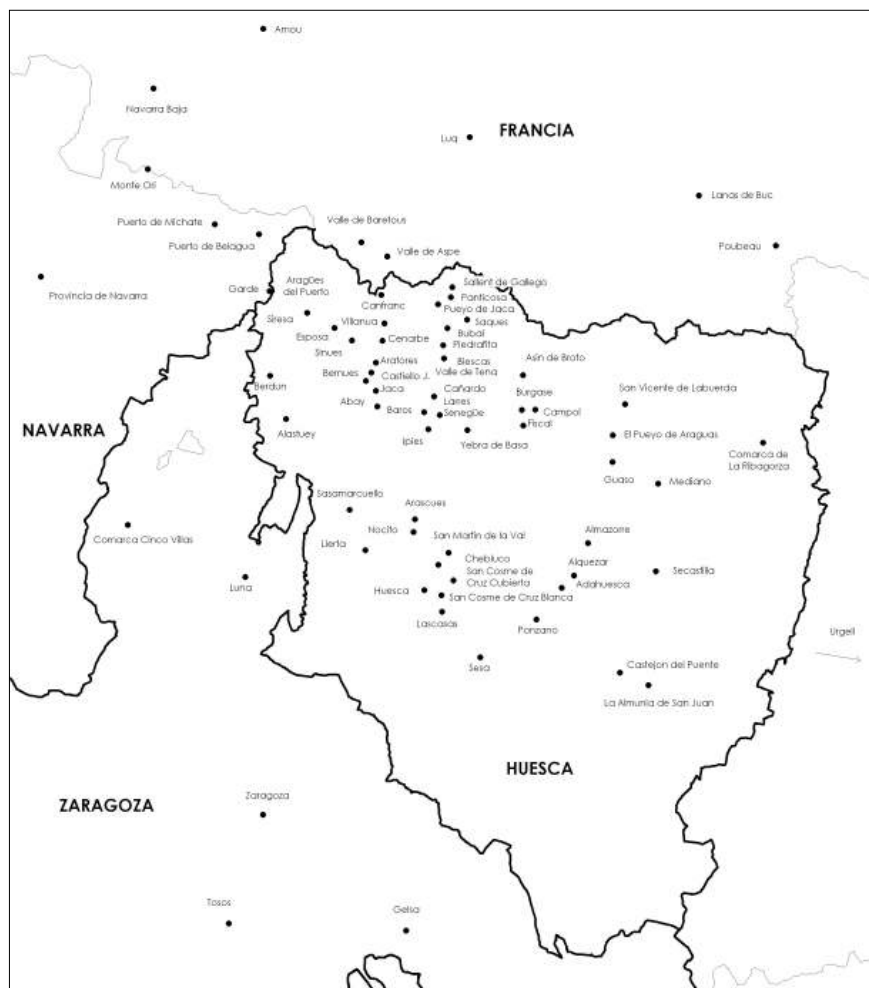 Arnou
Navarra Baja
FRANCIA
Luq
Monte Orí
Lanas de Buc
Puerto de Michate
Valle de Baretous
Puerto de Belagua
Poubeau
Valle de Aspe
Provincia de Navarra
Garde
Aragües
del Puerto
Sallent de Gallego
Canfranc
Panticosa
Pueyo de Jaca
Siresa
Villanua
Saques
Esposa
Bubal
Sinues
Cenarbe
Piedrafita
Aratores
Biescas
Asin de Broto
Bernues
Castiello J.
Valle de Tena
Berdun
Jaca
Cañardo
Burgase
San Vicente de Labuerda
Abay
Larres
Baros
Senegüe
Campol
Fiscal
NAVARRA
Alastuey
Ipies
Yebra de Basa
El Pueyo de Araguas
Comarca de
La Ribagorza
Guaso
Mediano
Sasamarcuello
Arascues
Comarca Cinco Villas
Nocito
San Martin de la Val
Almazorre
Lierta
Chebluco
Luna
San Cosme de
Cruz Cubierta
Alquezar
Secastilla
Huesca
Adahuesca
San Cosme de Cruz Blanca
Lascasas
Ponzano
Urgell
Sesa
Castejon del Puente
La Almunia de San Juan
HUESCA
ZARAGOZA
Zaragoza
Tosos
Gelsa